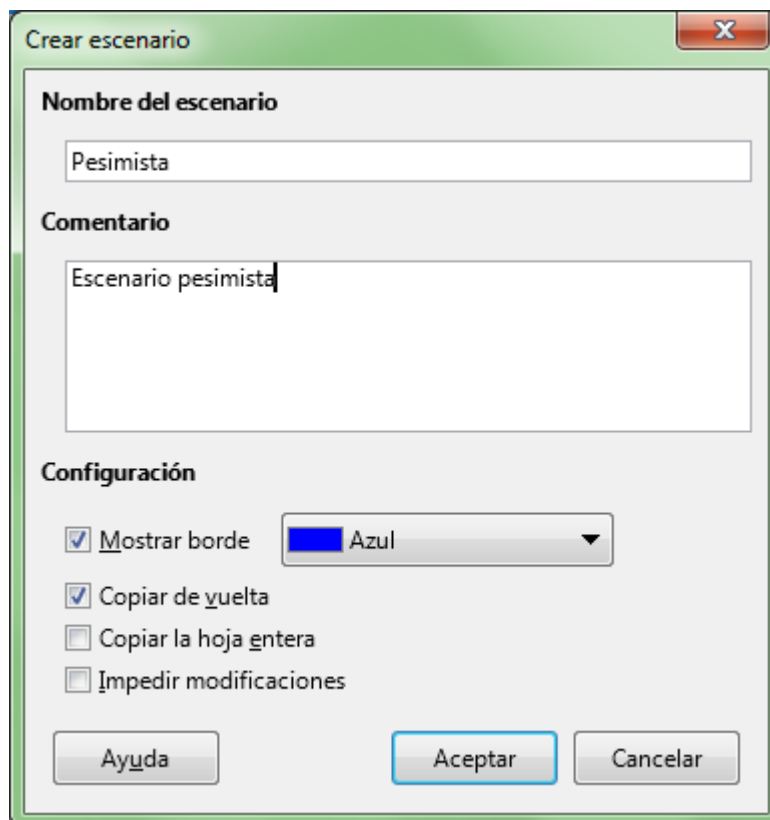 Crear escenario
Nombre del escenario
Pesimista
Comentario
Escenario pesimista
Configuración
Mostrar borde Azul
Copiar de vuelta
Copiar la hoja entera
Impedir modificaciones
Ayuda Aceptar Cancelar